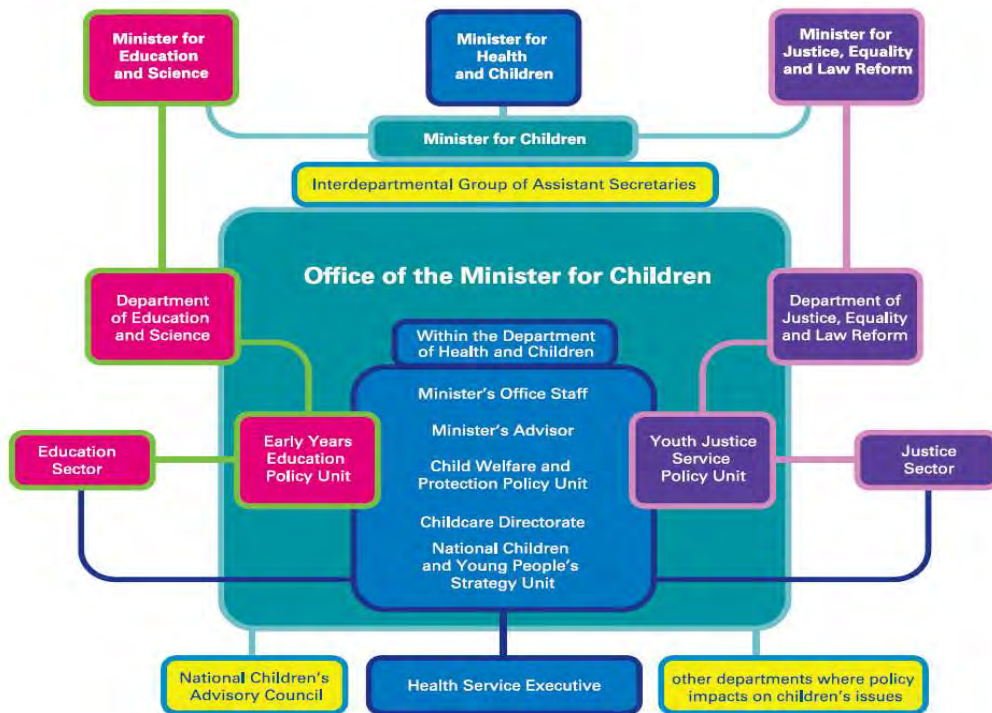 Minister for
Education
and Science
Minister for
Health
and Children
Minister for
Justice, Equality
and Law Reform
Minister for Children
Interdepartmental Group of Assistant Secretaries
Office of the Minister for Children
Department
of Education
and Science
Department of
Justice, Equality
and Law Reform
Within the Department
of Health and Children
Minister's Office Staff
Minister's Advisor
Child Welfare and
Protection Policy Unit
Childcare Directorate
National Children
and Young People's
Strategy Unit
Education
Sector
Early Years
Education
Policy Unit
Youth Justice
Service
Policy Unit
Justice
Sector
National Children's
Advisory Council
Health Service Executive
other departments where policy
impacts on children's issues